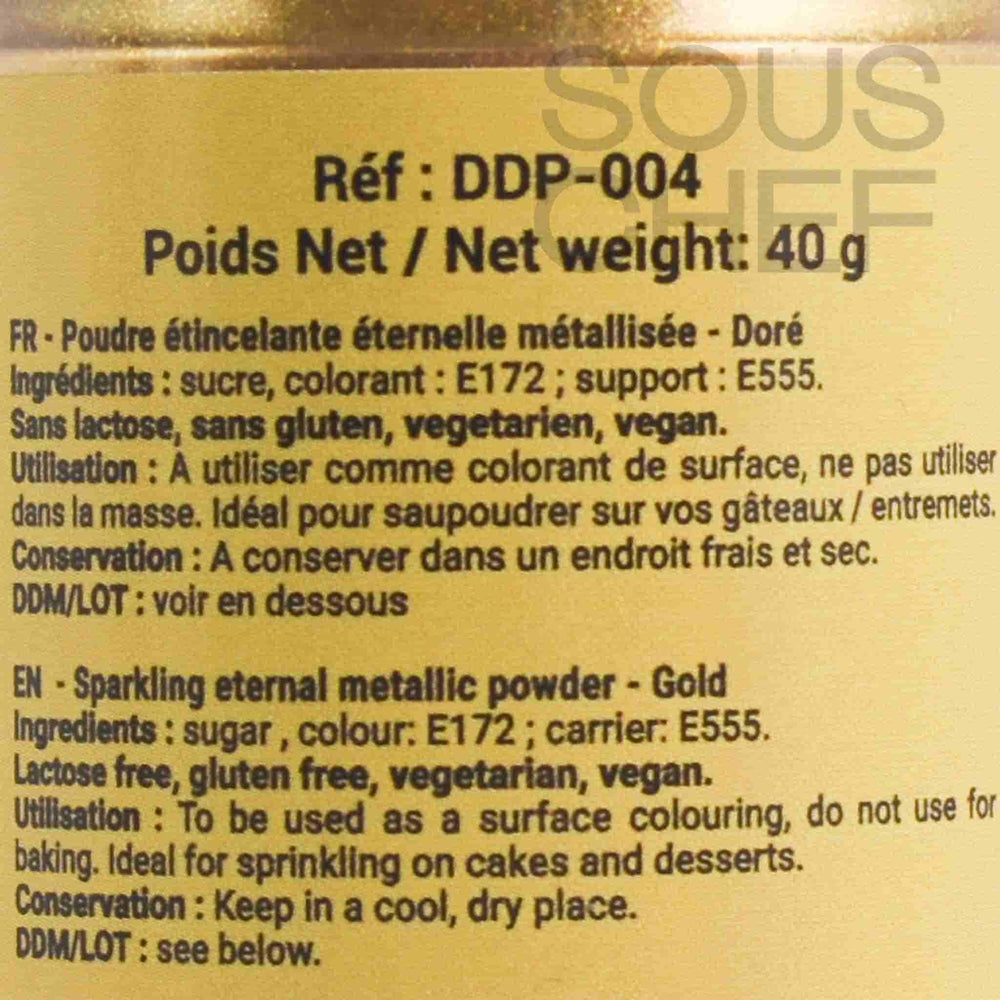 SOUS
CHEF
Réf : DDP-004
Poids Net / Net weight: 40 g
FR - Poudre étincelante éternelle métallisée - Doré
Ingrédients : sucre, colorant : E172 ; support : E555.
Sans lactose, sans gluten, vegetarien, vegan.
Utilisation : A utiliser comme colorant de surface, ne pas utiliser
dans la masse. Idéal pour saupoudrer sur vos gâteaux / entremets.
Conservation : A conserver dans un endroit frais et sec.
DDM/LOT : voir en dessous
EN - Sparkling eternal metallic powder - Gold
Ingredients : sugar , colour: E172 ; carrier: E555.
Lactose free, gluten free, vegetarian, vegan.
Utilisation : To be used as a surface colouring, do not use for
baking. Ideal for sprinkling on cakes and desserts.
Conservation : Keep in a cool, dry place.
DDM/LOT : see below.